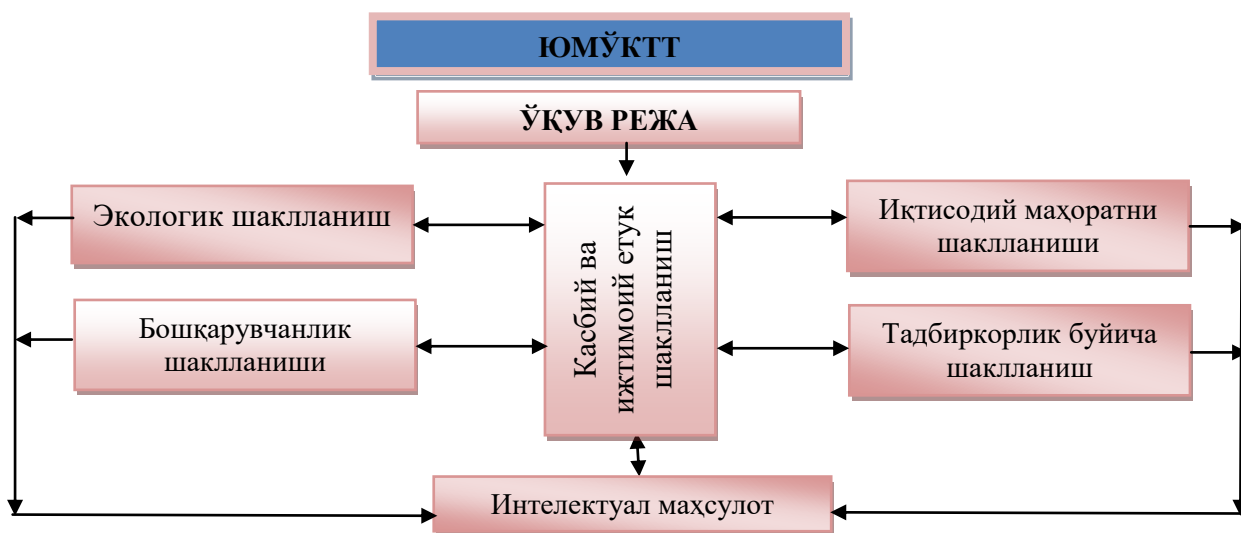 ЮМЎКТТ
ЎҚУВ РЕЖА
Экологик шаклланиш
Бошқарувчанлик
шаклланиши
Касбий ва
ижтимоий етук
шаклланиш
Иқтисодий маҳоратни
шаклланиши
Тадбиркорлик буйича
шаклланиш
Интелектуал маҳсулот